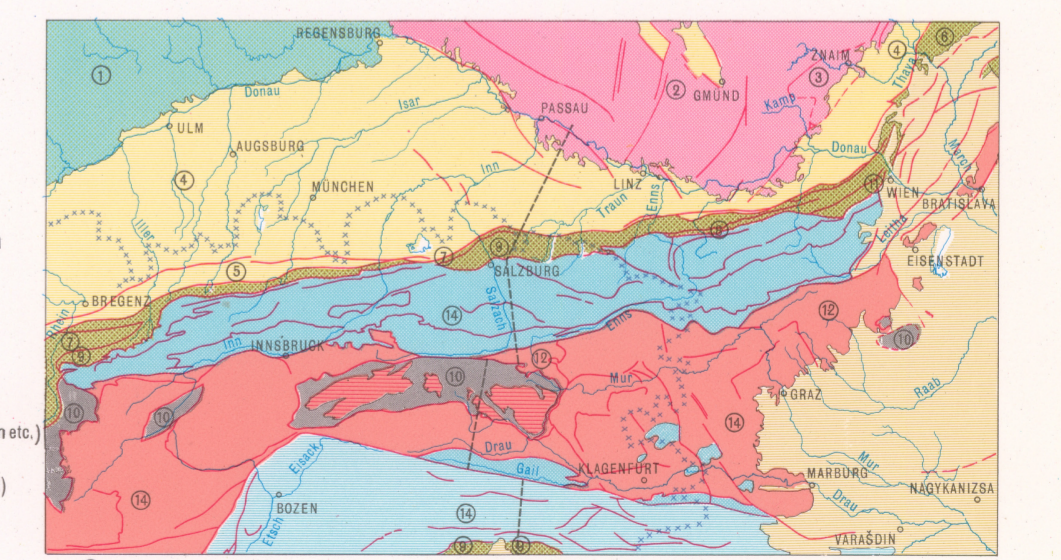 REGENSBURG
6
4
ZNAIM
1
3
Thaya
2
GMÜND
Donau
Isar
Kamp
PASSAU
ULM
AUGSBURG
Donau
March
Inn
4
MÜNCHEN
LINZ
Enns
11
WIEN
Traun
BRATISLAVA
Iller
Leitha
9
7
5
SALZBURG
EISENSTADT
BREGENZ
Rhein
Salzach
14
12
Enns
10
7
Inn
INNSBRUCK
8
12
10
Mur
Raab
10
10
GRAZ
14
n etc.)
Drau
Eisack
Gail
KLAGENFURT
Mur
MARBURG
)
NAGYKANIZSA
14
BOZEN
14
Drau
Etsch
VARAŠDIN